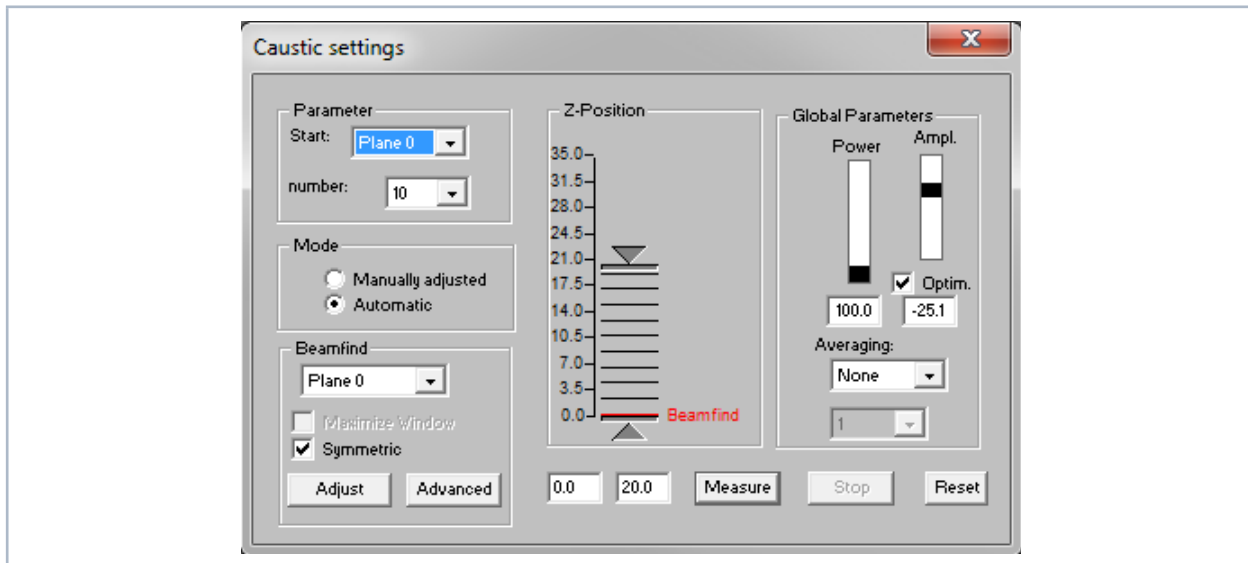 Caustic settings
Parameter
Start: Plane 0
number: 10
Mode
Manually adjusted
Automatic
Beamfind
Plane 0
Maximize Window
Symmetric
Adjust Advanced
Z-Position
35.0
31.5
28.0
24.5
21.0
17.5
14.0
10.5
7.0
3.5
0.0 Beamfind
0.0 20.0 Measure Stop Reset
Global Parameters
Power Ampl.
Optim.
100.0 -25.1
Averaging:
None
1